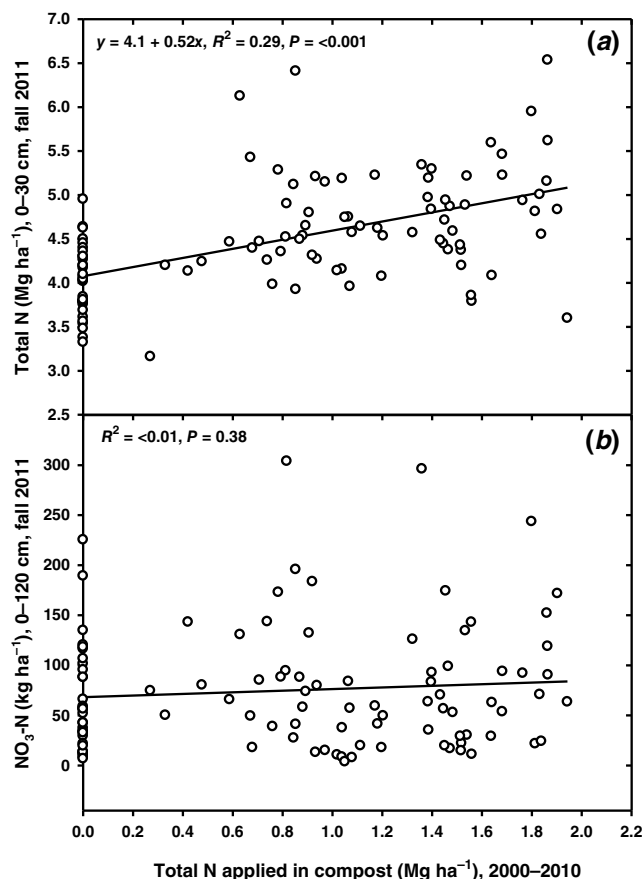 y = 4.1 + 0.52x, R² = 0.29, P = <0.001
(a)
7.0
6.5
6.0
5.5
5.0
4.5
4.0
3.5
3.0
2.5
Total N (Mg ha⁻¹), 0–30 cm, fall 2011
R² = <0.01, P = 0.38
(b)
300
250
200
150
100
50
0
NO₃-N (kg ha⁻¹), 0–120 cm, fall 2011
0.0 0.2 0.4 0.6 0.8 1.0 1.2 1.4 1.6 1.8 2.0 2.2
Total N applied in compost (Mg ha⁻¹), 2000–2010